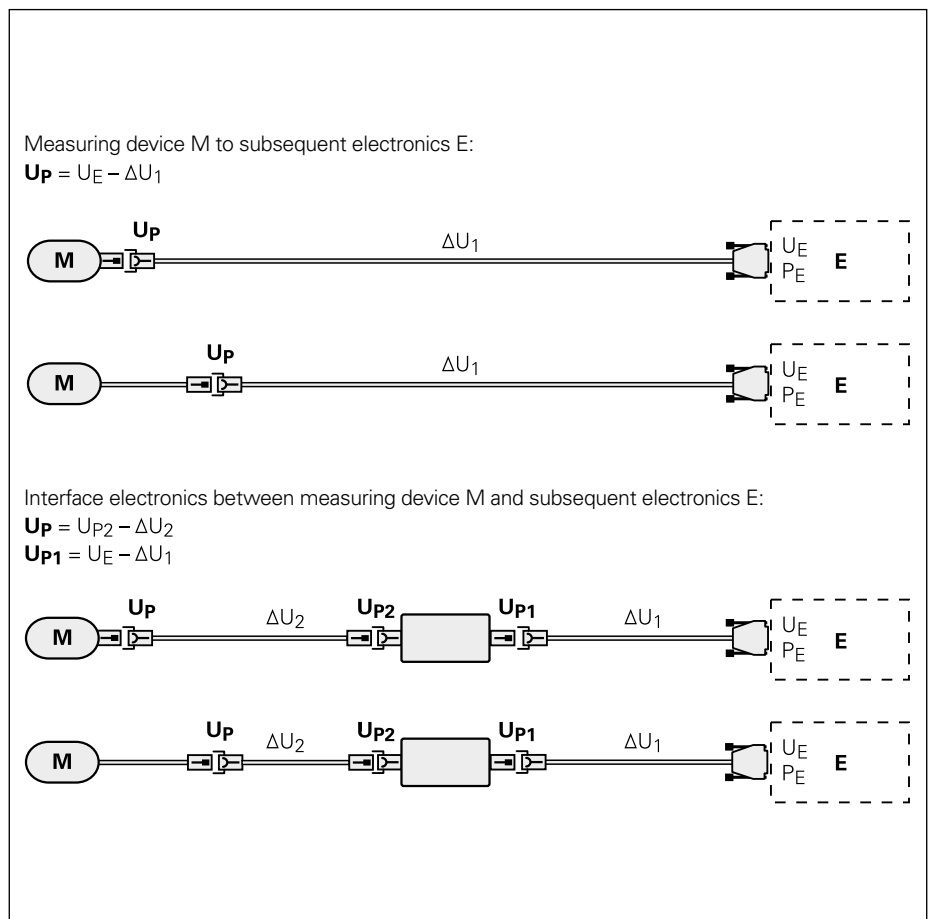 Measuring device M to subsequent electronics E:
UP = UE – ΔU1
UP
ΔU1
UE
M
E
PE
UP
ΔU1
UE
M
E
PE
Interface electronics between measuring device M and subsequent electronics E:
UP = UP2 – ΔU2
UP1 = UE – ΔU1
UP ΔU2 UP2 UP1 ΔU1 UE
M E
PE
UP ΔU2 UP2 UP1 ΔU1 UE
M E
PE